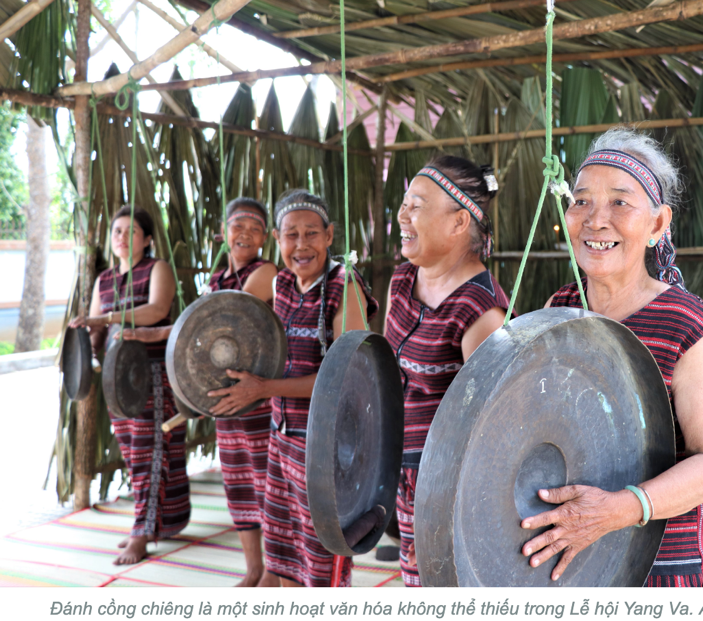 Đánh cồng chiêng là một sinh hoạt văn hóa không thể thiếu trong Lễ hội Yang Va.